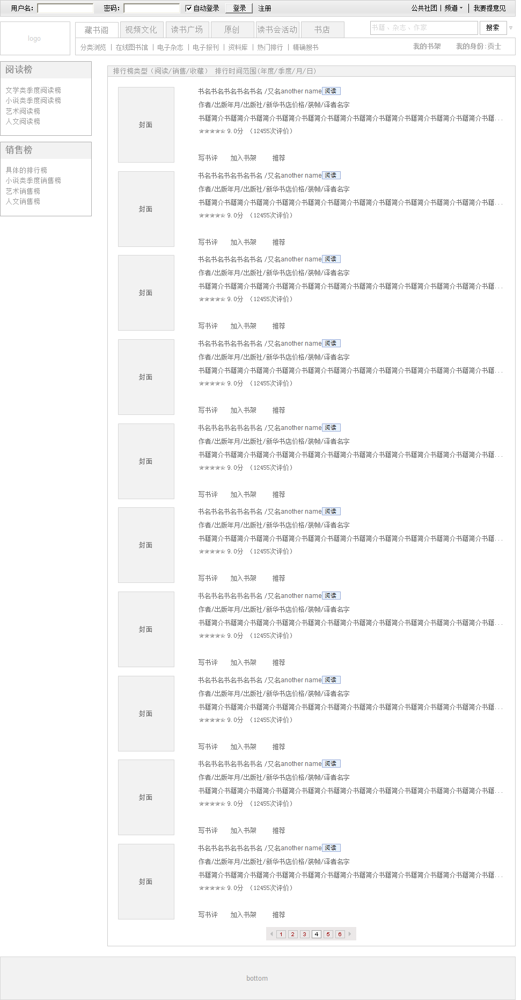 用户名: 密码: 自动登录 登录 注册 公共社团 | 频道 | 我要提意见
logo
藏书阁 视频文化 读书广场 原创 读书会活动 书店 书籍、杂志、作家 搜索
分类浏览 | 在线图书馆 | 电子杂志 | 电子报刊 | 资料库 | 热门排行 | 精确搜书 我的书架 我的身份:贡士
阅读榜
文学类季度阅读榜
小说类季度阅读榜
艺术阅读榜
人文阅读榜
销售榜
具体的排行榜
小说类季度销售榜
艺术销售榜
人文销售榜
排行榜类型（阅读/销售/收藏） 排行时间范围(年度/季度/月/日)
封面
书名书名书名书名书名 /又名another name 阅读
作者/出版年月/出版社/新华书店价格/装帧/译者名字
书籍简介书籍简介书籍简介书籍简介书籍简介书籍简介书籍简介书籍简介书籍简介书籍简介书籍简介书籍...
9.0分 （12455次评价）
写书评 加入书架 推荐
封面
书名书名书名书名书名 /又名another name 阅读
作者/出版年月/出版社/新华书店价格/装帧/译者名字
书籍简介书籍简介书籍简介书籍简介书籍简介书籍简介书籍简介书籍简介书籍简介书籍简介书籍简介书籍...
9.0分 （12455次评价）
写书评 加入书架 推荐
封面
书名书名书名书名书名 /又名another name 阅读
作者/出版年月/出版社/新华书店价格/装帧/译者名字
书籍简介书籍简介书籍简介书籍简介书籍简介书籍简介书籍简介书籍简介书籍简介书籍简介书籍简介书籍...
9.0分 （12455次评价）
写书评 加入书架 推荐
封面
书名书名书名书名书名 /又名another name 阅读
作者/出版年月/出版社/新华书店价格/装帧/译者名字
书籍简介书籍简介书籍简介书籍简介书籍简介书籍简介书籍简介书籍简介书籍简介书籍简介书籍简介书籍...
9.0分 （12455次评价）
写书评 加入书架 推荐
封面
书名书名书名书名书名 /又名another name 阅读
作者/出版年月/出版社/新华书店价格/装帧/译者名字
书籍简介书籍简介书籍简介书籍简介书籍简介书籍简介书籍简介书籍简介书籍简介书籍简介书籍简介书籍...
9.0分 （12455次评价）
写书评 加入书架 推荐
封面
书名书名书名书名书名 /又名another name 阅读
作者/出版年月/出版社/新华书店价格/装帧/译者名字
书籍简介书籍简介书籍简介书籍简介书籍简介书籍简介书籍简介书籍简介书籍简介书籍简介书籍简介书籍...
9.0分 （12455次评价）
写书评 加入书架 推荐
封面
书名书名书名书名书名 /又名another name 阅读
作者/出版年月/出版社/新华书店价格/装帧/译者名字
书籍简介书籍简介书籍简介书籍简介书籍简介书籍简介书籍简介书籍简介书籍简介书籍简介书籍简介书籍...
9.0分 （12455次评价）
写书评 加入书架 推荐
封面
书名书名书名书名书名 /又名another name 阅读
作者/出版年月/出版社/新华书店价格/装帧/译者名字
书籍简介书籍简介书籍简介书籍简介书籍简介书籍简介书籍简介书籍简介书籍简介书籍简介书籍简介书籍...
9.0分 （12455次评价）
写书评 加入书架 推荐
封面
书名书名书名书名书名 /又名another name 阅读
作者/出版年月/出版社/新华书店价格/装帧/译者名字
书籍简介书籍简介书籍简介书籍简介书籍简介书籍简介书籍简介书籍简介书籍简介书籍简介书籍简介书籍...
9.0分 （12455次评价）
写书评 加入书架 推荐
封面
书名书名书名书名书名 /又名another name 阅读
作者/出版年月/出版社/新华书店价格/装帧/译者名字
书籍简介书籍简介书籍简介书籍简介书籍简介书籍简介书籍简介书籍简介书籍简介书籍简介书籍简介书籍...
9.0分 （12455次评价）
写书评 加入书架 推荐
1 2 3 4 5 6
bottom